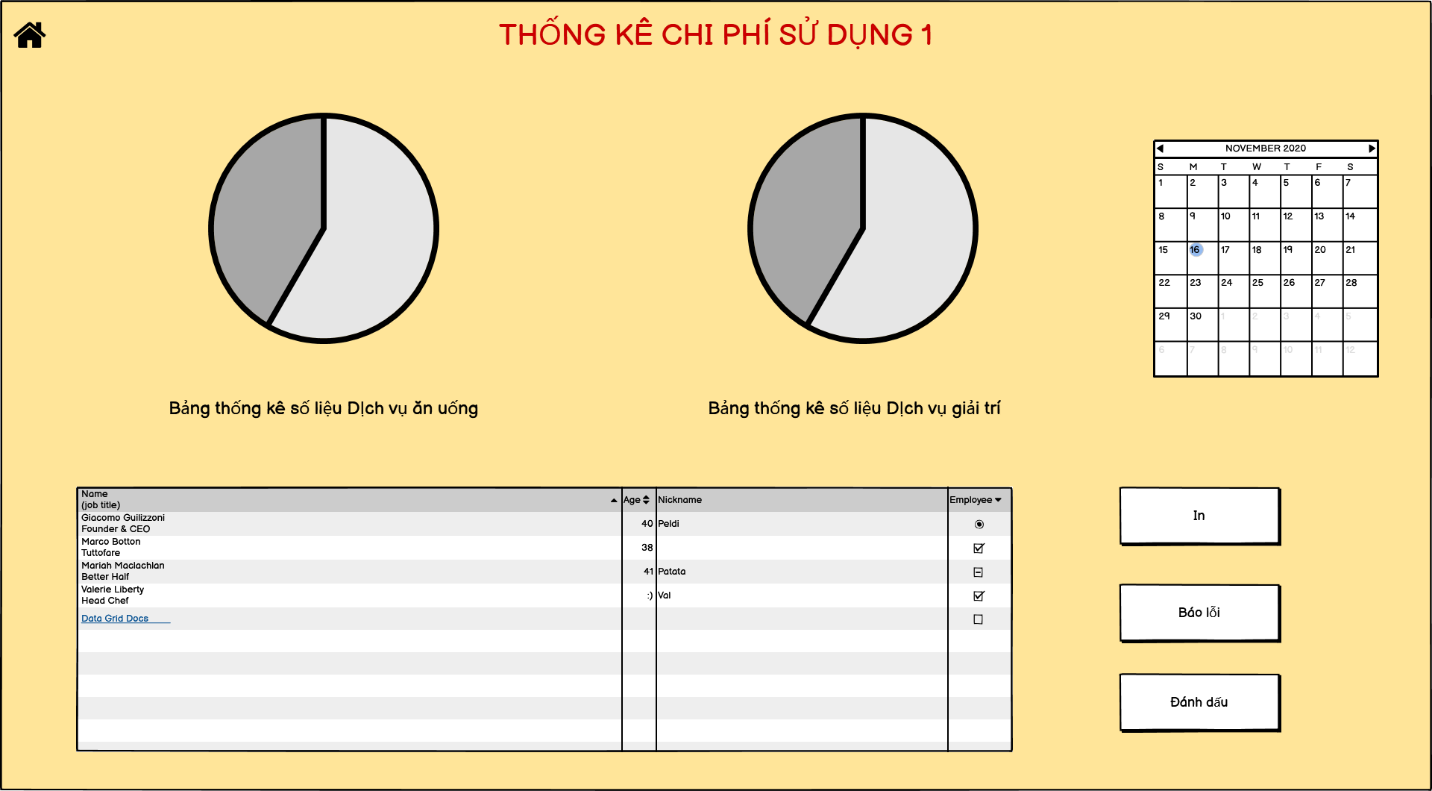 THỐNG KÊ CHI PHÍ SỬ DỤNG 1
NOVEMBER 2020
S M T W T F S
1 2 3 4 5 6 7
8 9 10 11 12 13 14
15 16 17 18 19 20 21
22 23 24 25 26 27 28
29 30 1 2 3 4 5
6 7 8 9 10 11 12
Bảng thống kê số liệu Dịch vụ ăn uống
Bảng thống kê số liệu Dịch vụ giải trí
Name
(job title)
Age
Nickname
Employee
Giacomo Guilizzoni
Founder & CEO
40
Peldi
Marco Botton
Tuttofare
38
Mariah Maclachlan
Better Half
41
Patata
Valerie Liberty
Head Chef
:)
Val
Data Grid Docs
In
Báo lỗi
Đánh dấu